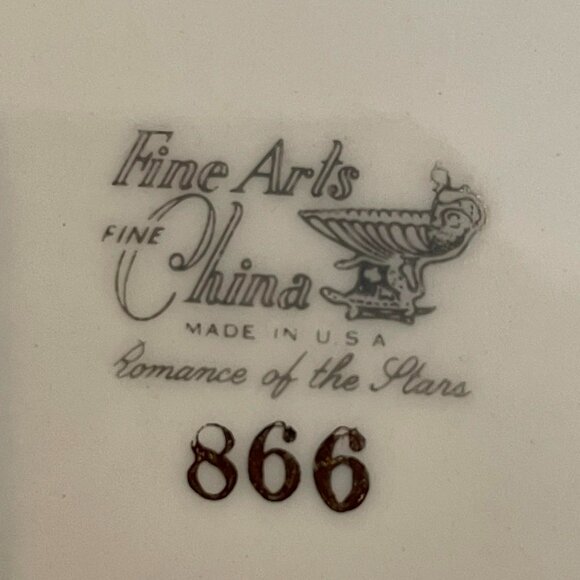 Fine Arts
FINE China
MADE IN U.S.A
Romance of the Stars
866